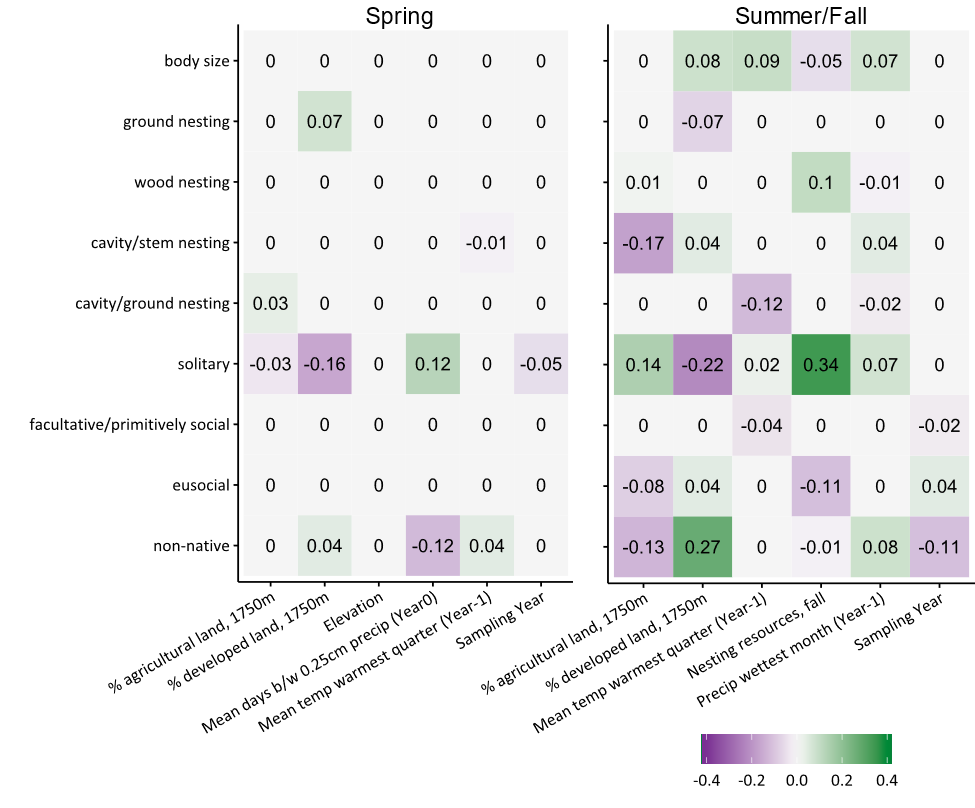 Spring Summer/Fall
body size 0 0 0 0 0 0 0 0.08 0.09 -0.05 0.07 0
ground nesting 0 0.07 0 0 0 0 0 -0.07 0 0 0 0
wood nesting 0 0 0 0 0 0 0.01 0 0 0.1 -0.01 0
cavity/stem nesting 0 0 0 0 -0.01 0 -0.17 0.04 0 0 0.04 0
cavity/ground nesting 0.03 0 0 0 0 0 0 0 -0.12 0 -0.02 0
solitary -0.03 -0.16 0 0.12 0 -0.05 0.14 -0.22 0.02 0.34 0.07 0
facultative/primitively social 0 0 0 0 0 0 0 0 -0.04 0 0 -0.02
eusocial 0 0 0 0 0 0 -0.08 0.04 0 -0.11 0 0.04
non-native 0 0.04 0 -0.12 0.04 0 -0.13 0.27 0 -0.01 0.08 -0.11
% agricultural land, 1750m
% developed land, 1750m
Elevation
Mean days b/w 0.25cm precip (Year0)
Mean temp warmest quarter (Year-1)
Sampling Year
% agricultural land, 1750m
% developed land, 1750m
Mean temp warmest quarter (Year-1)
Nesting resources, fall
Precip wettest month (Year-1)
Sampling Year
-0.4 -0.2 0.0 0.2 0.4